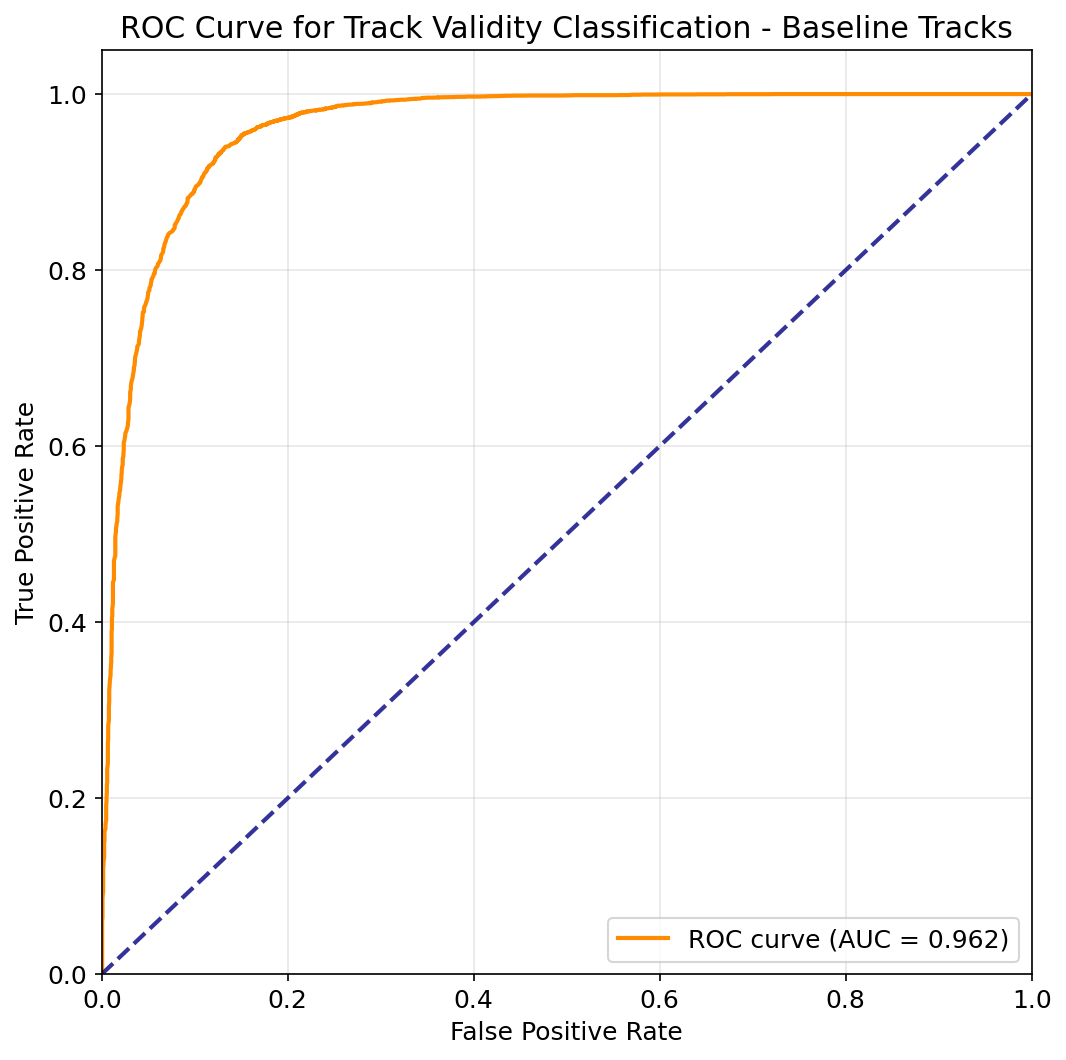 ROC Curve for Track Validity Classification - Baseline Tracks
1.0
0.8
0.6
0.4
0.2
0.0
True Positive Rate
ROC curve (AUC = 0.962)
0.0 0.2 0.4 0.6 0.8 1.0
False Positive Rate